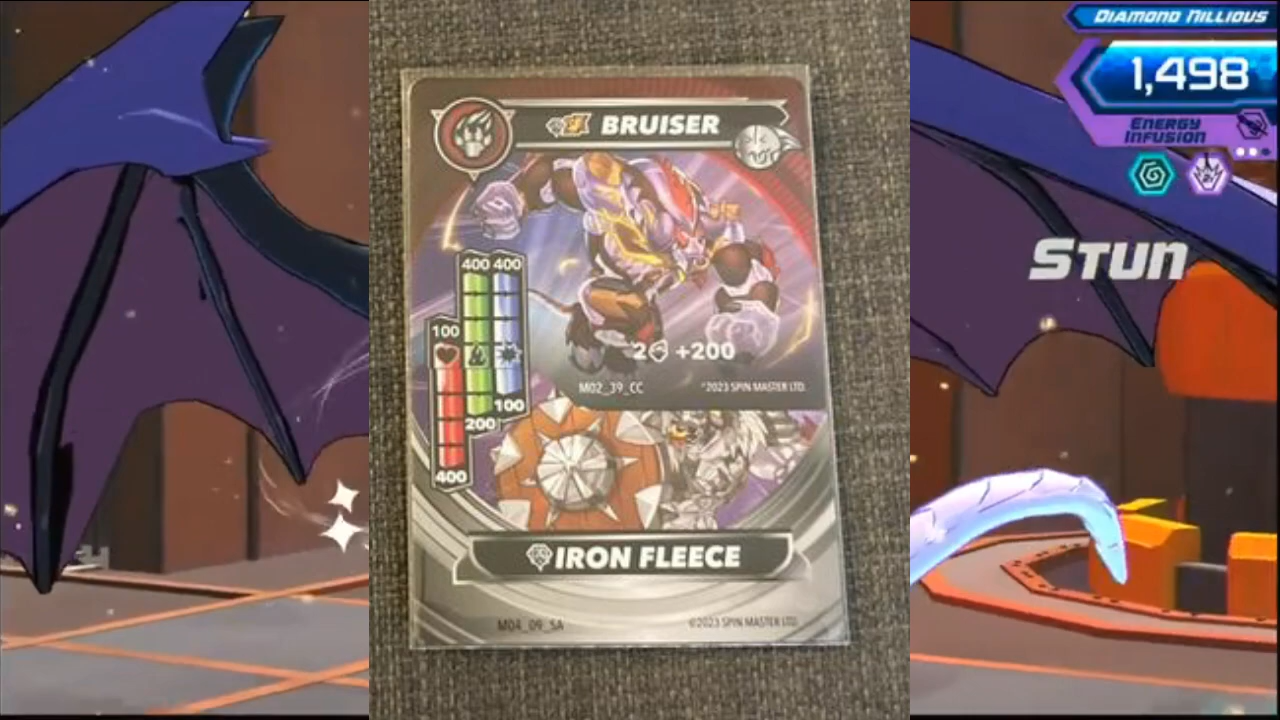 DIAMOND NILLIOUS
1,498
ENERGY
INFUSION
STUN
BRUISER
400 400
100
2 +200
M02_39_CC
©2023 SPIN MASTER LTD.
100
200
400
IRON FLEECE
M04_09_SA
©2023 SPIN MASTER LTD.